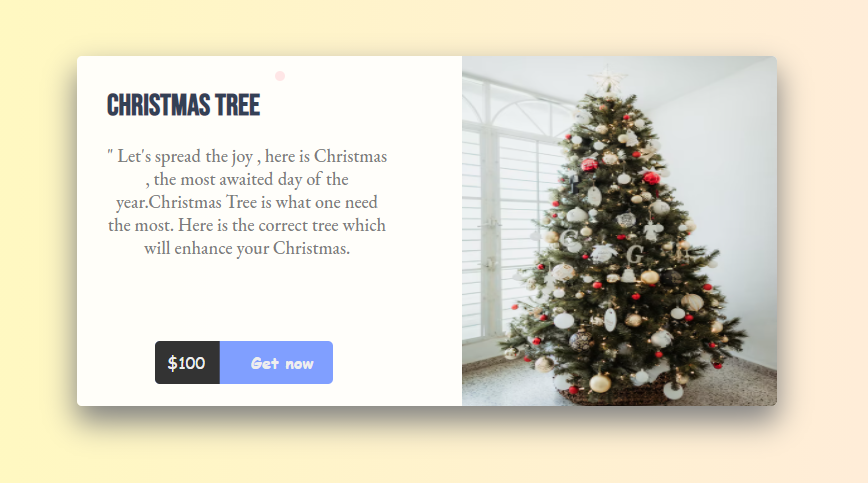 CHRISTMAS TREE
" Let's spread the joy , here is Christmas
, the most awaited day of the
year.Christmas Tree is what one need
the most. Here is the correct tree which
will enhance your Christmas.
$100 Get now